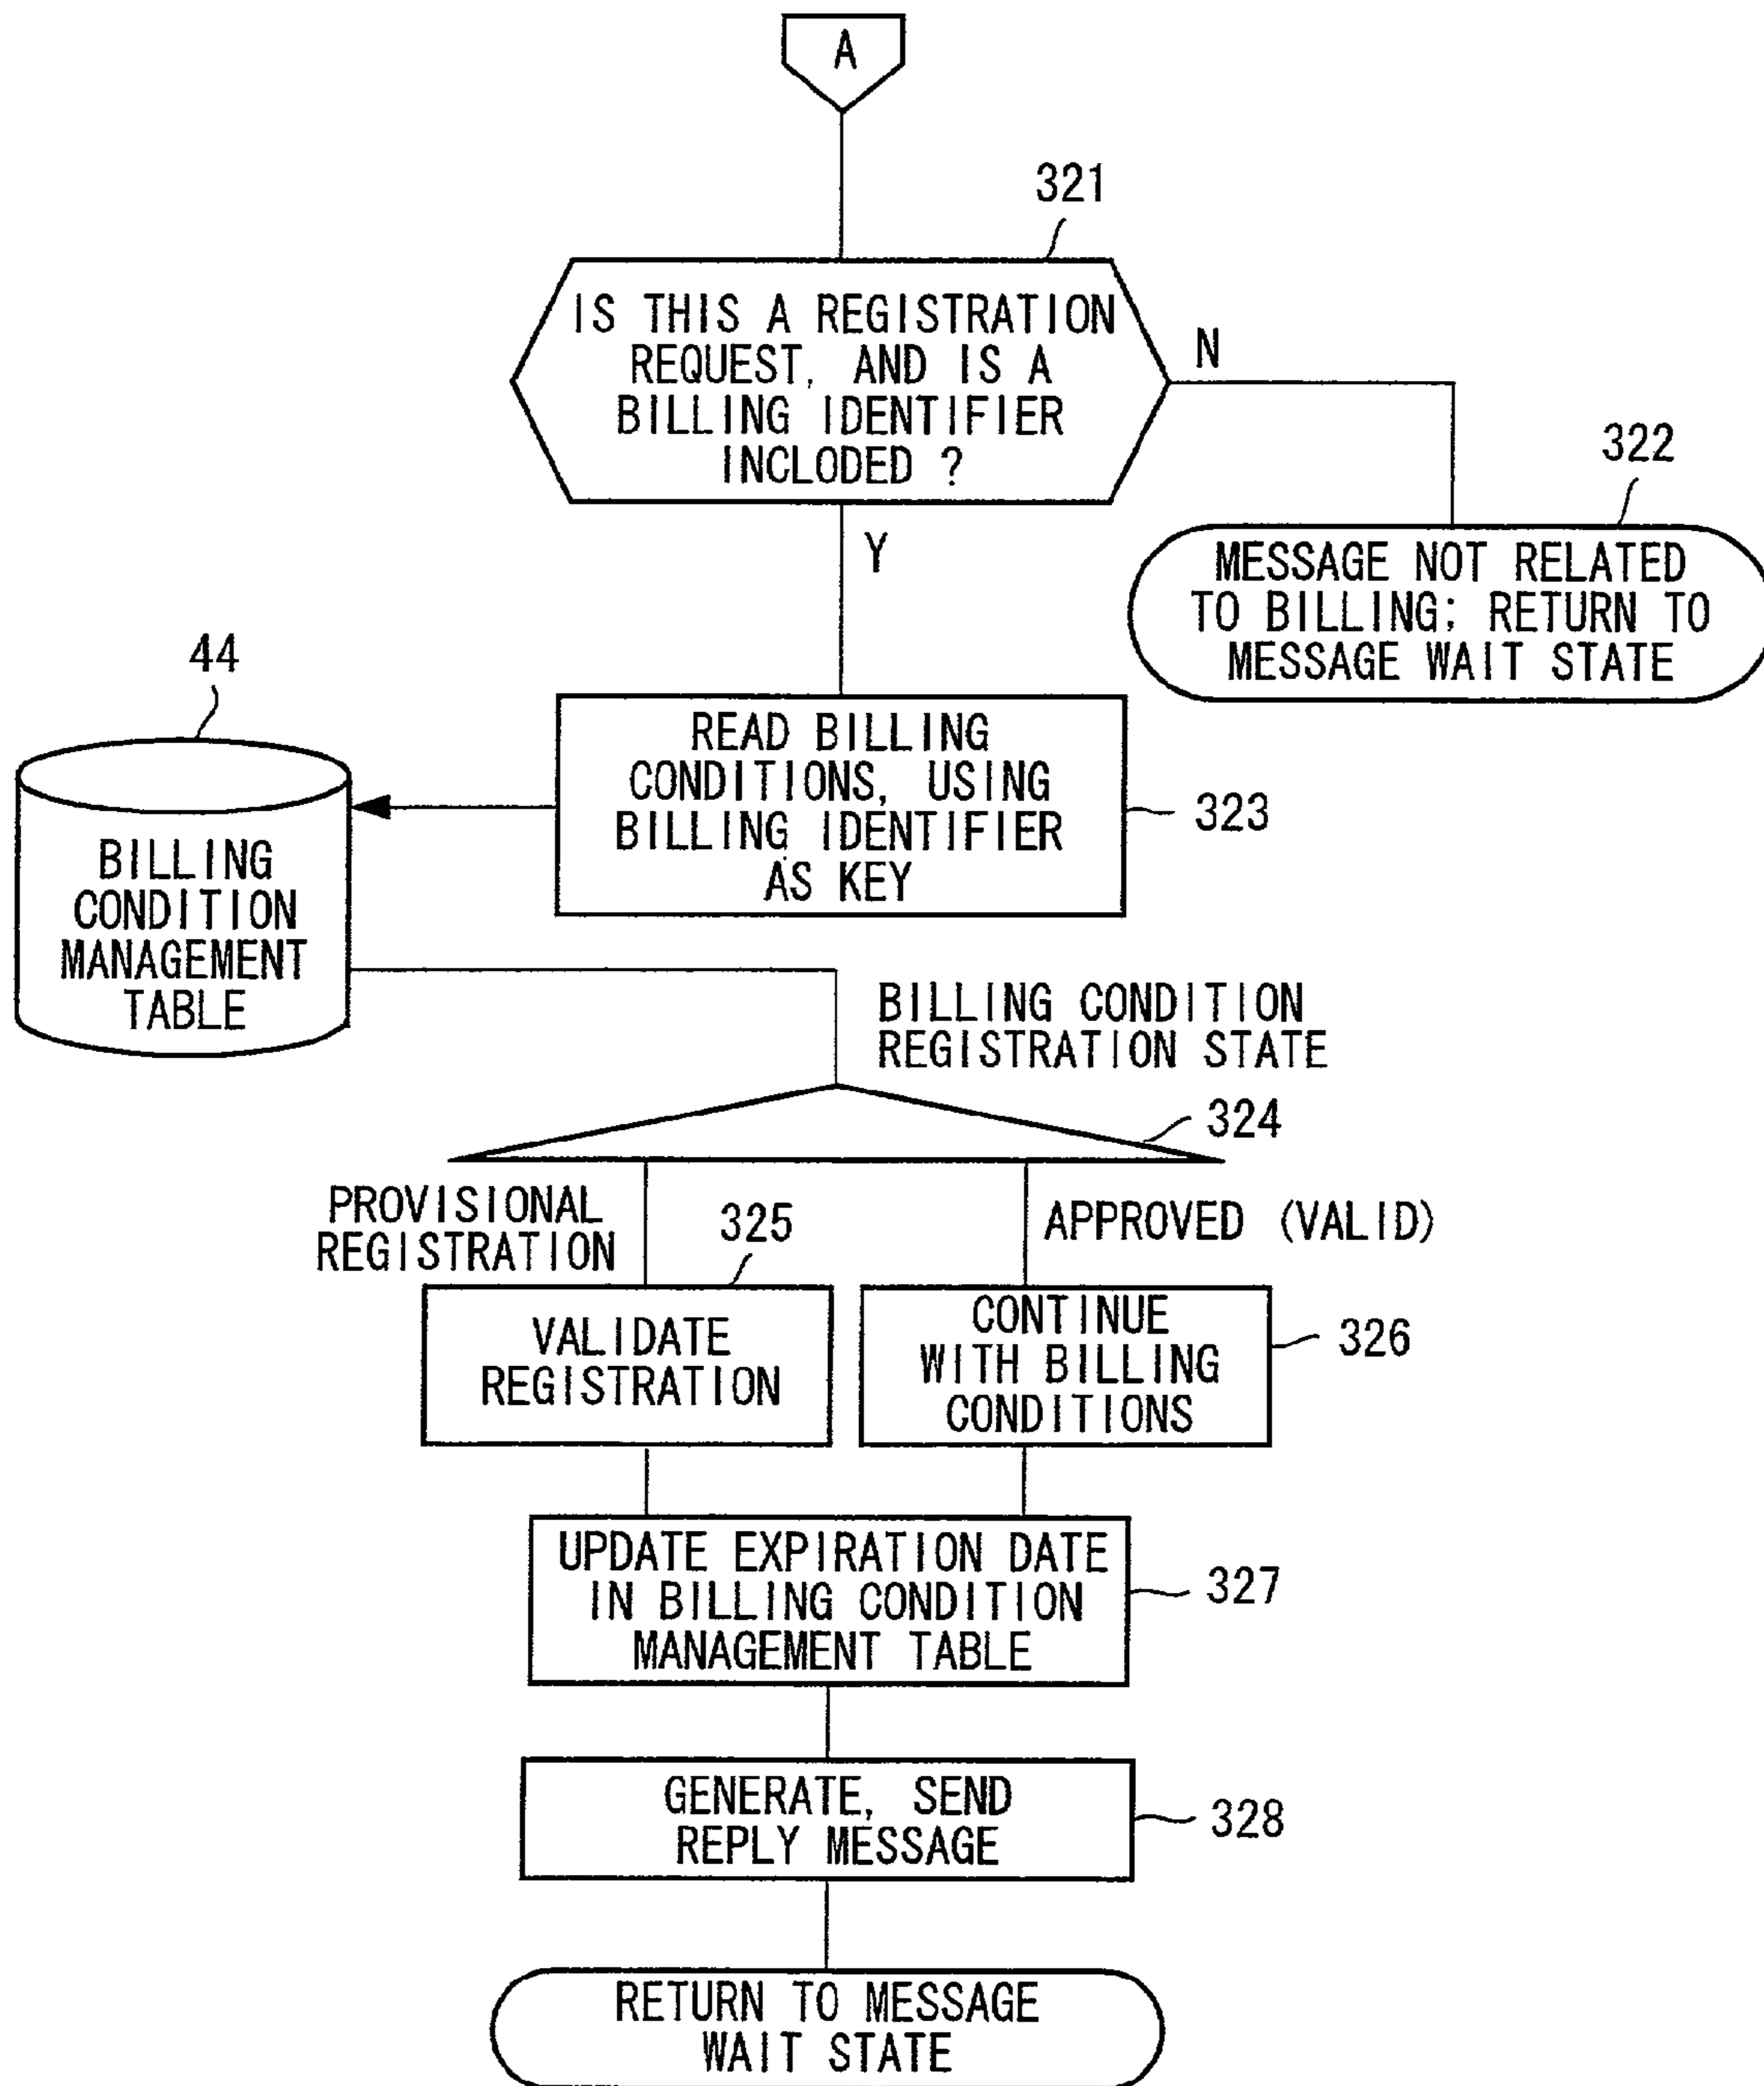 A
321
IS THIS A REGISTRATION
REQUEST, AND IS A
BILLING IDENTIFIER
INCLODED ?
N
322
MESSAGE NOT RELATED
TO BILLING; RETURN TO
MESSAGE WAIT STATE
Y
44
BILLING
CONDITION
MANAGEMENT
TABLE
READ BILLING
CONDITIONS, USING
BILLING IDENTIFIER
AS KEY
323
BILLING CONDITION
REGISTRATION STATE
324
PROVISIONAL
REGISTRATION
325
APPROVED (VALID)
VALIDATE
REGISTRATION
CONTINUE
WITH BILLING
CONDITIONS
326
UPDATE EXPIRATION DATE
IN BILLING CONDITION
MANAGEMENT TABLE
327
GENERATE, SEND
REPLY MESSAGE
328
RETURN TO MESSAGE
WAIT STATE